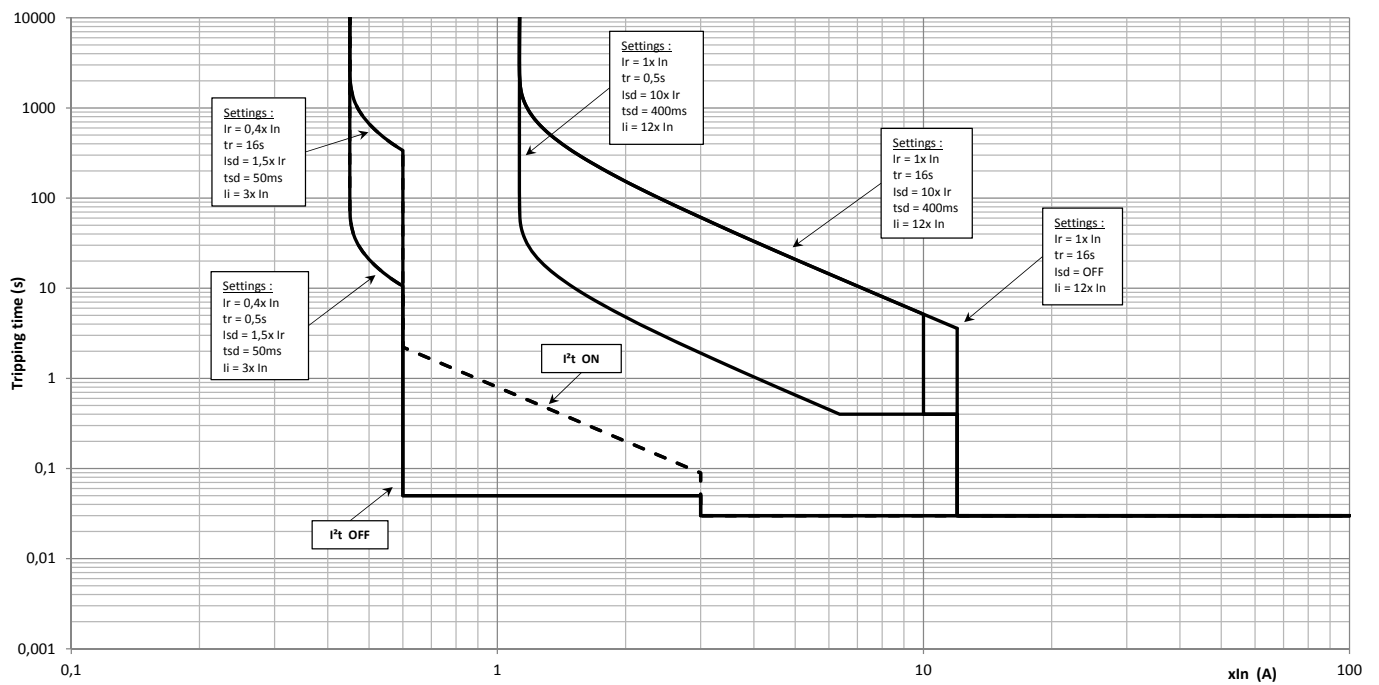 10000
1000
100
10
1
0,1
0,01
0,001
Tripping time (s)
0,1
1
10
100
xIn (A)
Settings :
Ir = 0,4x In
tr = 16s
Isd = 1,5x Ir
tsd = 50ms
Ii = 3x In
Settings :
Ir = 0,4x In
tr = 0,5s
Isd = 1,5x Ir
tsd = 50ms
Ii = 3x In
Settings :
Ir = 1x In
tr = 0,5s
Isd = 10x Ir
tsd = 400ms
Ii = 12x In
Settings :
Ir = 1x In
tr = 16s
Isd = 10x Ir
tsd = 400ms
Ii = 12x In
Settings :
Ir = 1x In
tr = 16s
Isd = OFF
Ii = 12x In
I²t ON
I²t OFF